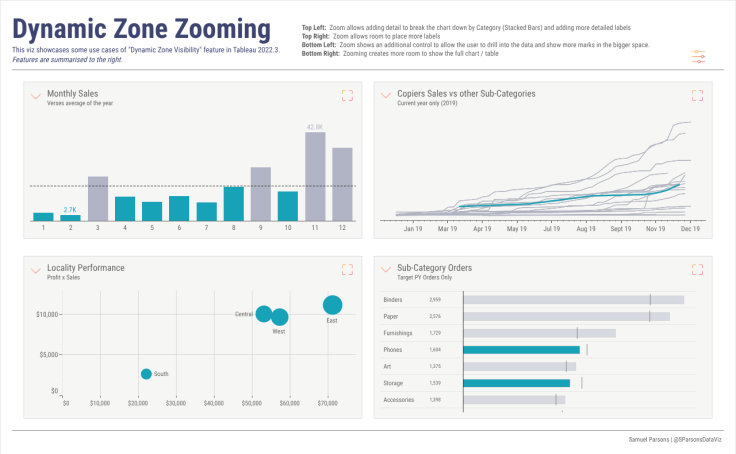 Dynamic Zone Zooming
This viz showcases some use cases of "Dynamic Zone Visibility" feature in Tableau 2022.3.
Features are summarised to the right.
Top Left: Zoom allows adding detail to break the chart down by Category (Stacked Bars) and adding more detailed labels
Top Right: Zoom allows room to place more labels
Bottom Left: Zoom shows an additional control to allow the user to drill into the data and show more marks in the bigger space.
Bottom Right: Zooming creates more room to show the full chart / table
Monthly Sales
Verses average of the year
42.8K
2.7K
1 2 3 4 5 6 7 8 9 10 11 12
Copiers Sales vs other Sub-Categories
Current year only (2019)
Jan 19 Mar 19 Apr 19 May 19 Jul 19 Aug 19 Sept 19 Nov 19 Dec 19
Locality Performance
Profit x Sales
$10,000
$5,000
$0
Central
West
East
South
$0 $10,000 $20,000 $30,000 $40,000 $50,000 $60,000 $70,000
Sub-Category Orders
Target PY Orders Only
Binders
Paper 2,576
Furnishings 1,729
Phones 1,604
Art
Storage 1,539
Accessories 1,398
Samuel Parsons | @SParsonsDataViz